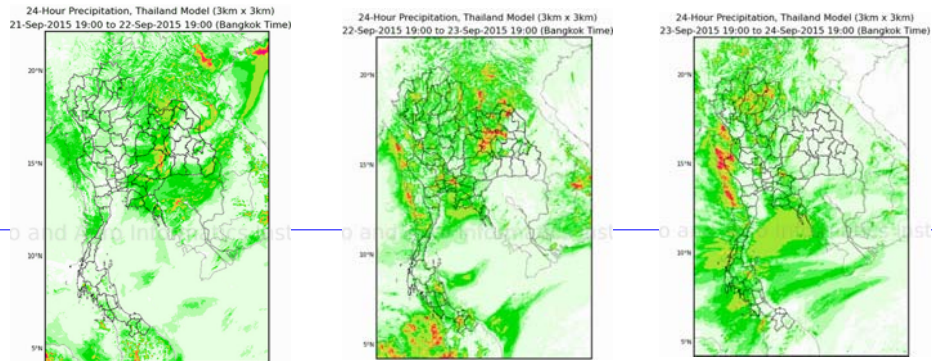 24-Hour Precipitation, Thailand Model (3km x 3km)
21-Sep-2015 19:00 to 22-Sep-2015 19:00 (Bangkok Time)
20°N
15°N
10°N
5°N
24-Hour Precipitation, Thailand Model (3km x 3km)
22-Sep-2015 19:00 to 23-Sep-2015 19:00 (Bangkok Time)
20°N
15°N
10°N
5°N
24-Hour Precipitation, Thailand Model (3km x 3km)
23-Sep-2015 19:00 to 24-Sep-2015 19:00 (Bangkok Time)
20°N
15°N
10°N
5°N